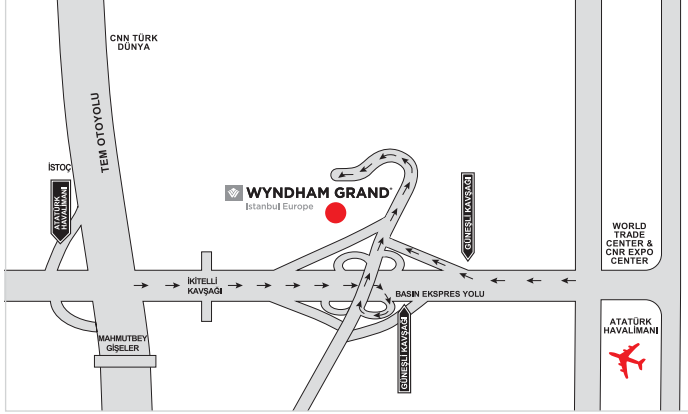 CNN TÜRK
DÜNYA
TEM OTOYOLU
İSTOÇ
ATATÜRK
HAVALİMANI
WYNDHAM GRAND®
Istanbul Europe
GÜNEŞLİ KAVŞAĞI
WORLD
TRADE
CENTER &
CNR EXPO
CENTER
İKİTELLİ
KAVŞAĞI
BASIN EKSPRES YOLU
GÜNEŞLİ KAVŞAĞI
MAHMUTBEY
GİŞELER
ATATÜRK
HAVALİMANI